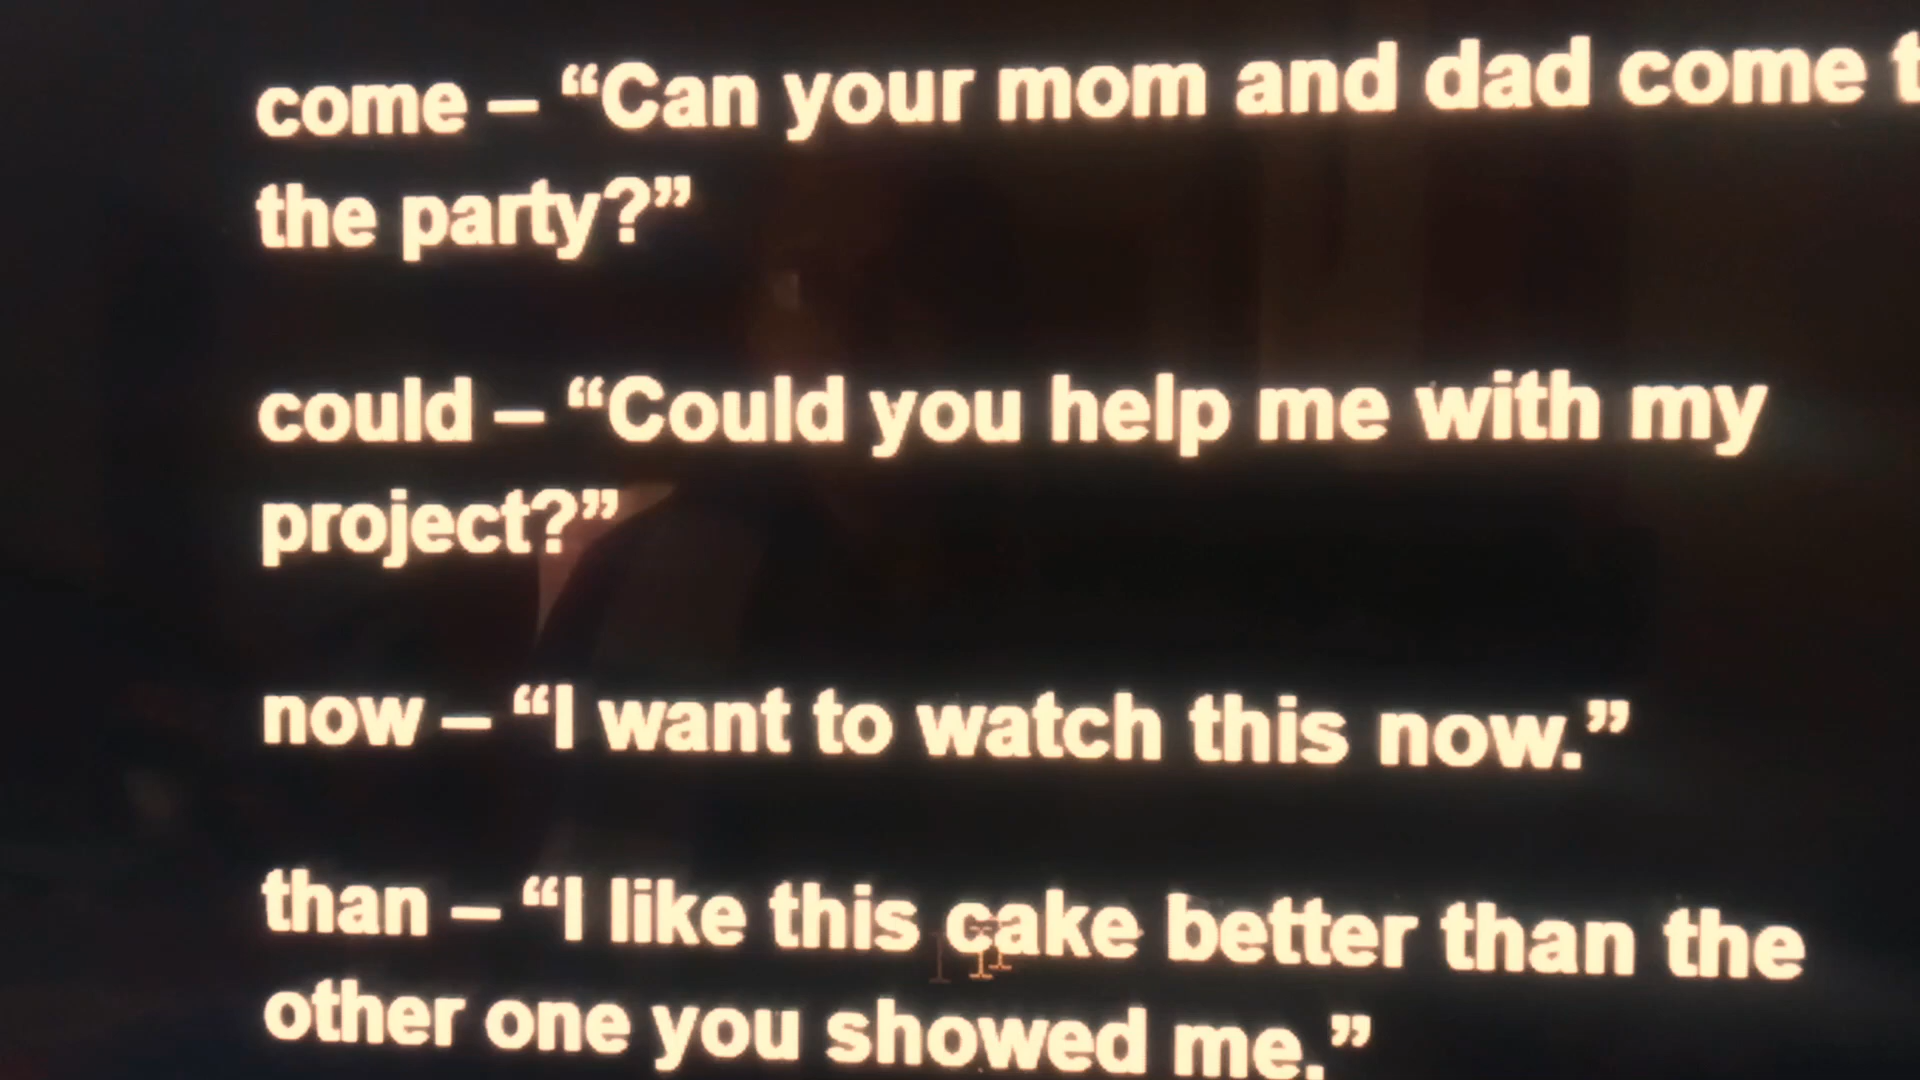 come – “Can your mom and dad come t
the party?”
could – “Could you help me with my
project?”
now – “I want to watch this now.”
than – “I like this cake better than the
other one you showed me.”